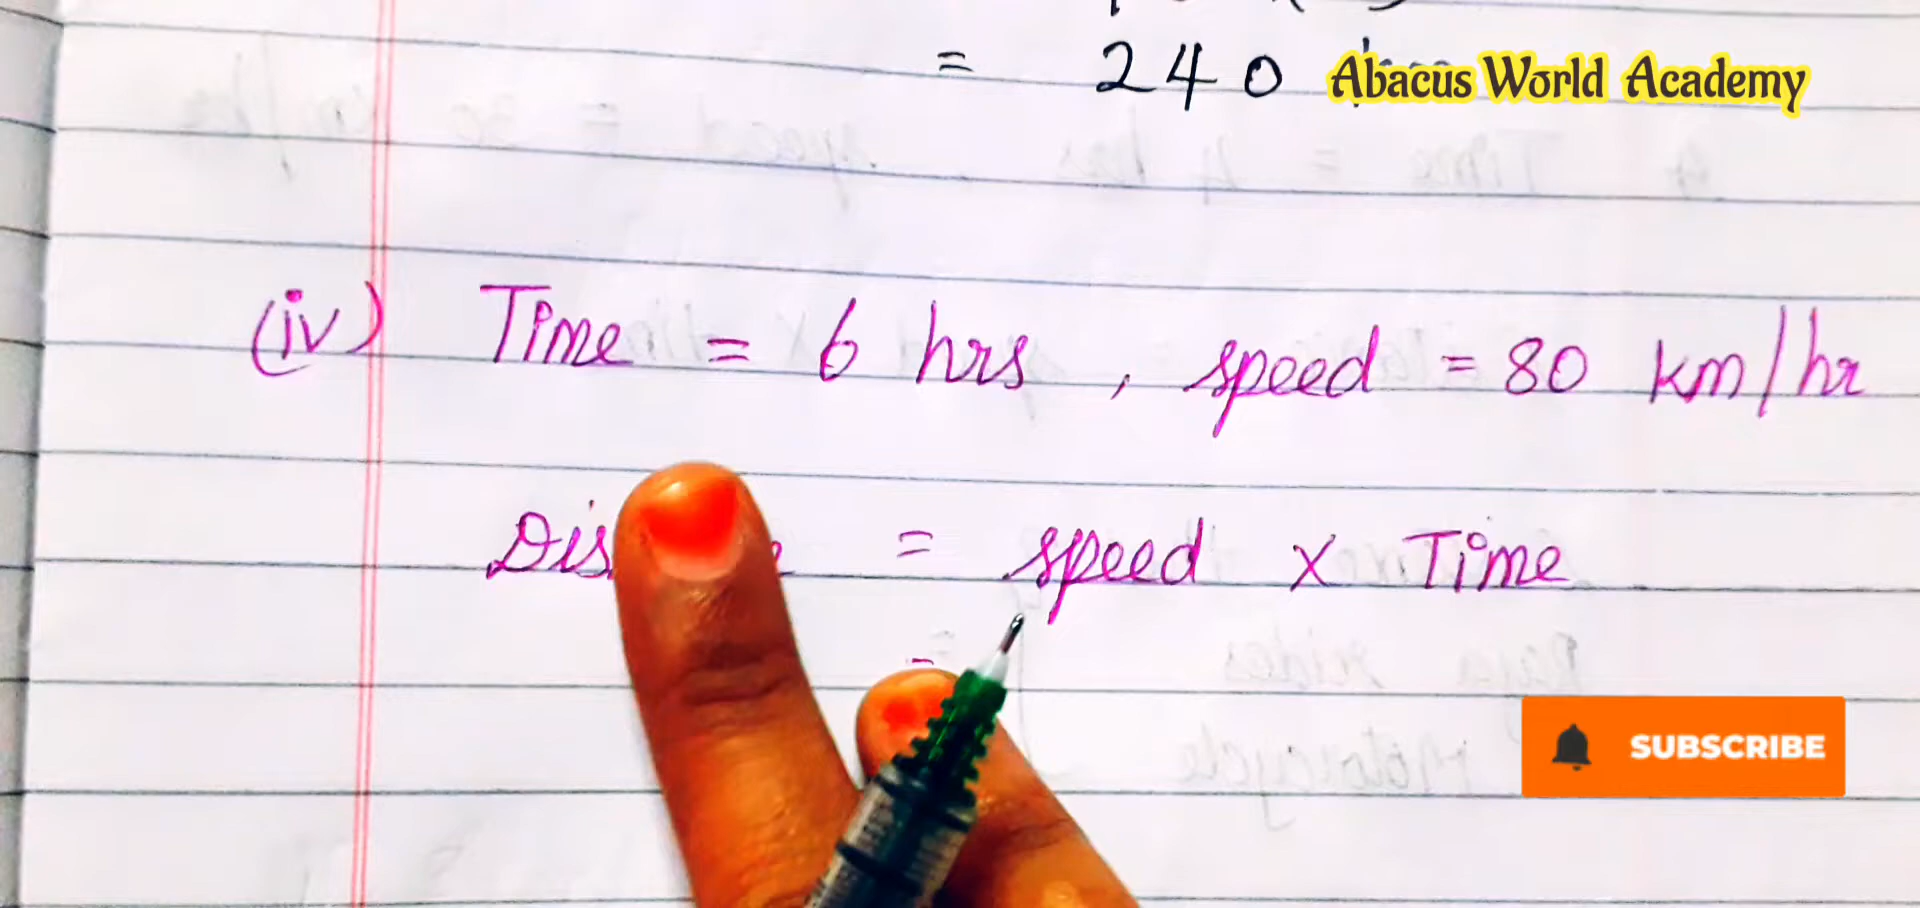 = 240
Abacus World Academy
(iv) Time = 6 hrs , speed = 80 km/hr
= speed x Time
=
SUBSCRIBE